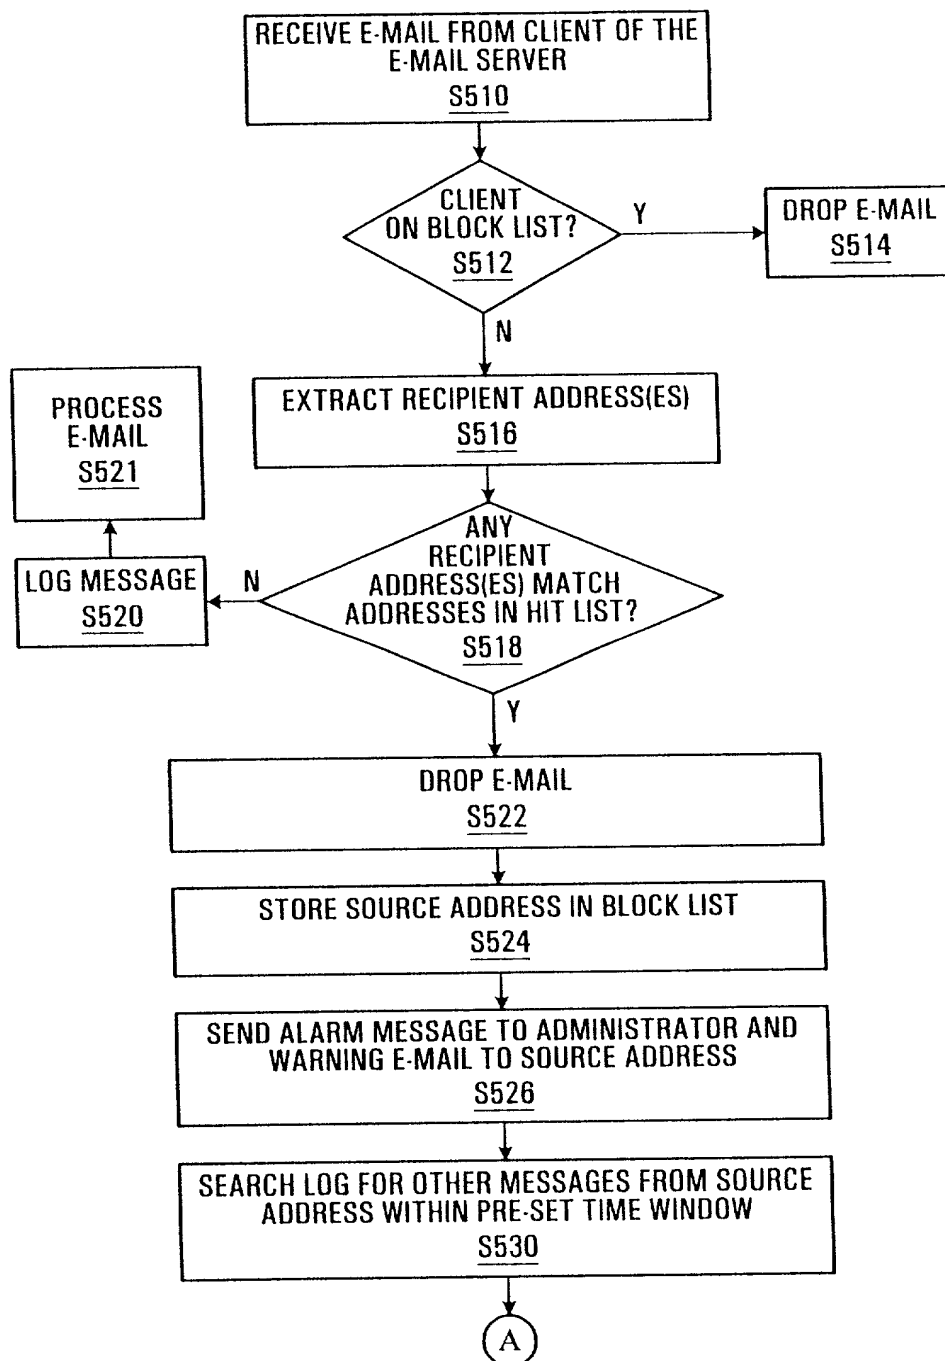 RECEIVE E-MAIL FROM CLIENT OF THE
E-MAIL SERVER
S510
CLIENT
ON BLOCK LIST?
S512
Y
DROP E-MAIL
S514
N
EXTRACT RECIPIENT ADDRESS(ES)
S516
PROCESS
E-MAIL
S521
ANY
RECIPIENT
ADDRESS(ES) MATCH
ADDRESSES IN HIT LIST?
S518
N
LOG MESSAGE
S520
Y
DROP E-MAIL
S522
STORE SOURCE ADDRESS IN BLOCK LIST
S524
SEND ALARM MESSAGE TO ADMINISTRATOR AND
WARNING E-MAIL TO SOURCE ADDRESS
S526
SEARCH LOG FOR OTHER MESSAGES FROM SOURCE
ADDRESS WITHIN PRE-SET TIME WINDOW
S530
A